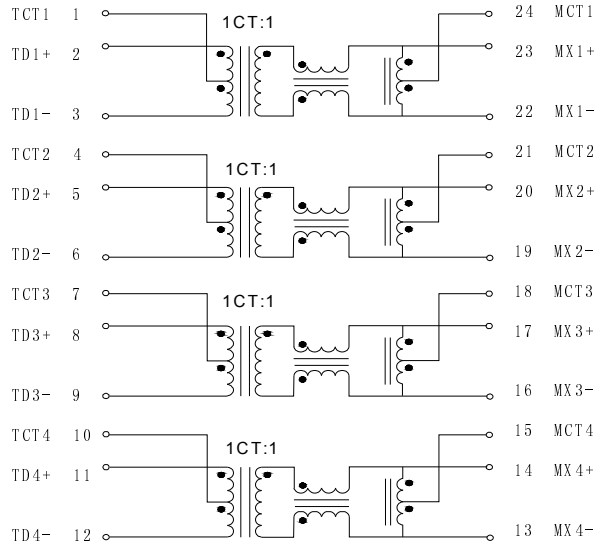 TCT1 1 24 MCT1
1CT:1
TD1+ 2 23 MX1+
TD1- 3 22 MX1-
TCT2 4 21 MCT2
1CT:1
TD2+ 5 20 MX2+
TD2- 6 19 MX2-
TCT3 7 18 MCT3
1CT:1
TD3+ 8 17 MX3+
TD3- 9 16 MX3-
TCT4 10 15 MCT4
1CT:1
TD4+ 11 14 MX4+
TD4- 12 13 MX4-